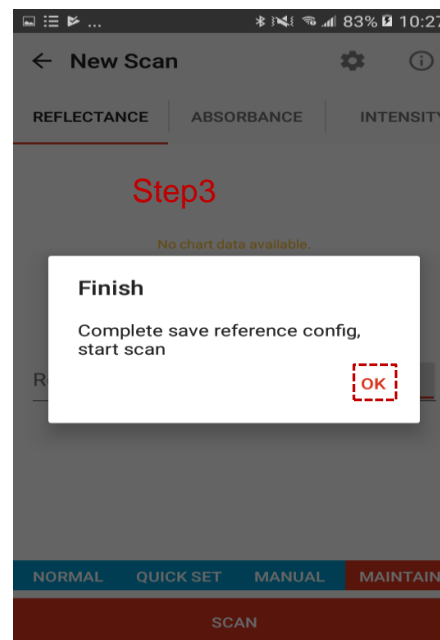 ... 83% 10:27
New Scan
REFLECTANCE ABSORBANCE INTENSITY
Step3
No chart data available.
Finish
Complete save reference config,
start scan
R
OK
NORMAL QUICK SET MANUAL MAINTAIN
SCAN